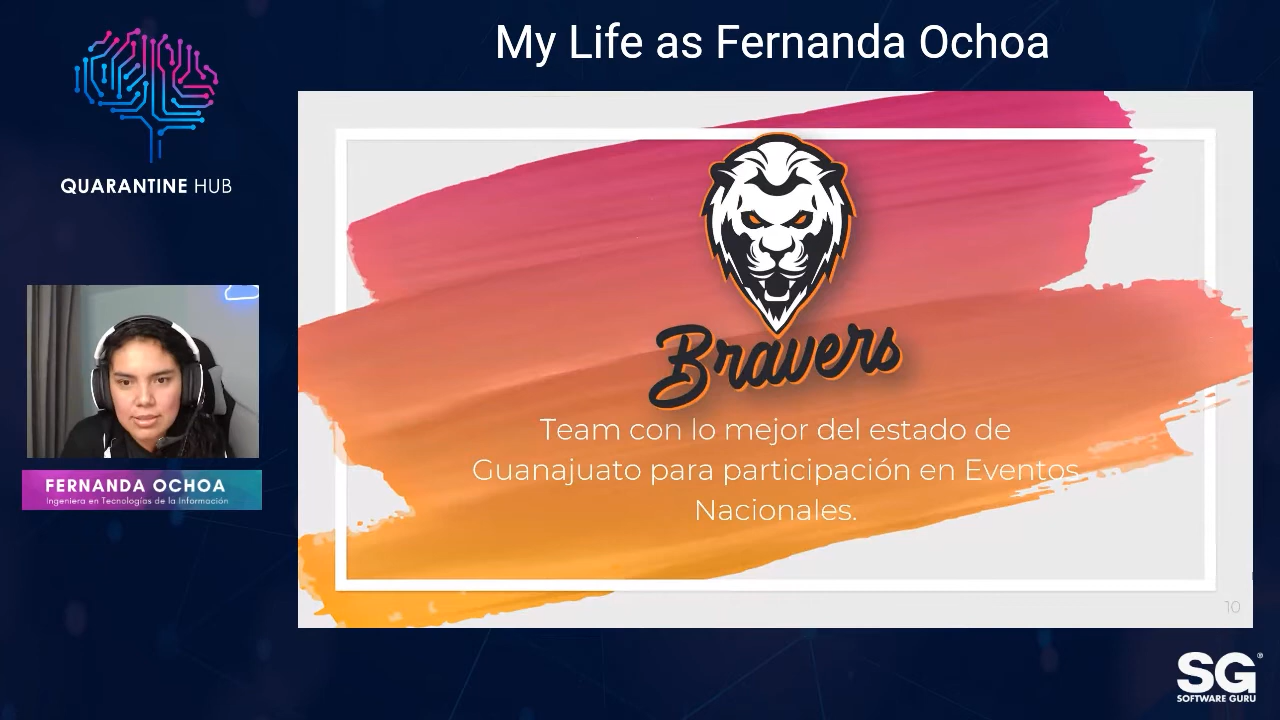 My Life as Fernanda Ochoa
QUARANTINE HUB
Bravers
Team con lo mejor del estado de
Guanajuato para participación en Eventos
Nacionales.
10
FERNANDA OCHOA
Ingeniera en Tecnologías de la Información
SG®
SOFTWARE GURU